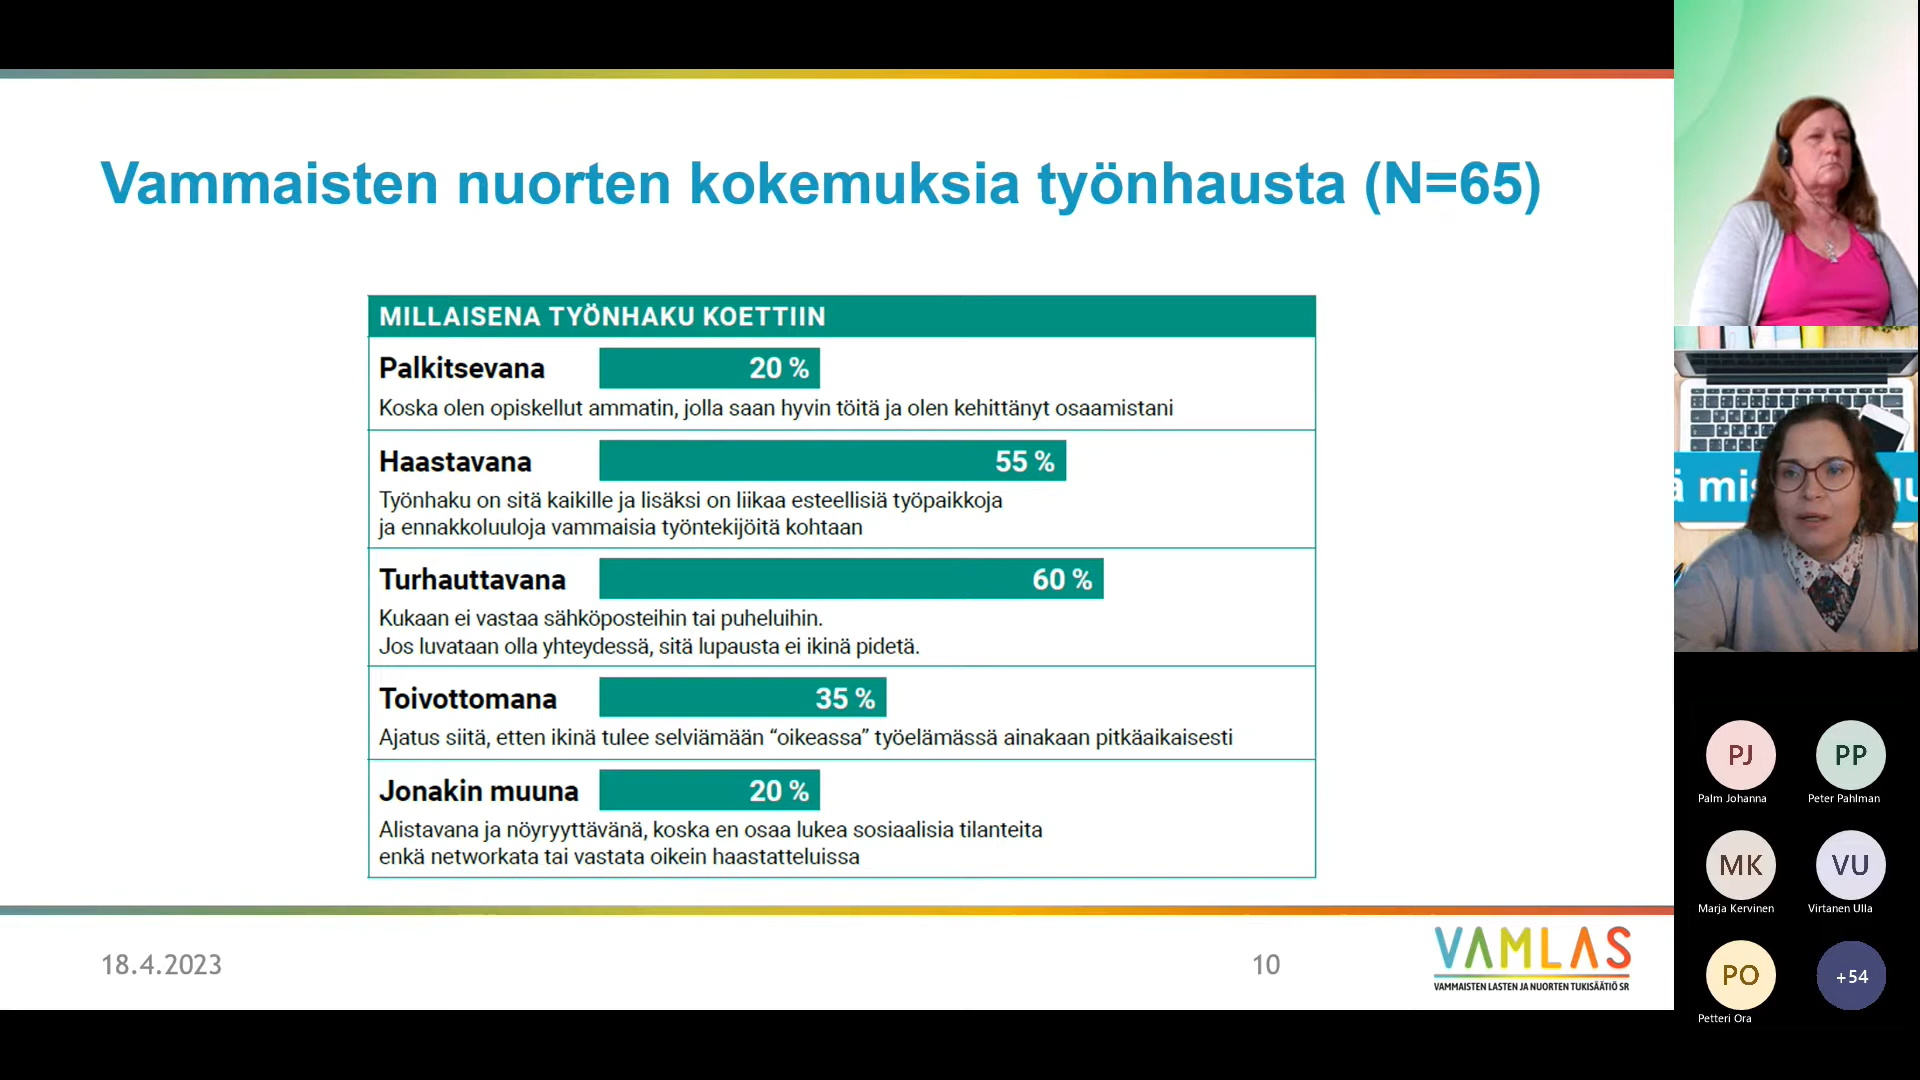 Vammaisten nuorten kokemuksia työnhausta (N=65)
MILLAISENA TYÖNHAKU KOETTIIN
Palkitsevana 20 %
Koska olen opiskellut ammatin, jolla saan hyvin töitä ja olen kehittänyt osaamistani
Haastavana 55 %
Työnhaku on sitä kaikille ja lisäksi on liikaa esteellisiä työpaikkoja
ja ennakkoluuloja vammaisia työntekijöitä kohtaan
Turhauttavana 60 %
Kukaan ei vastaa sähköposteihin tai puheluihin.
Jos luvataan olla yhteydessä, sitä lupausta ei ikinä pidetä.
Toivottomana 35 %
Ajatus siitä, etten ikinä tulee selviämään “oikeassa” työelämässä ainakaan pitkäaikaisesti
Jonakin muuna 20 %
Alistavana ja nöyryyttävänä, koska en osaa lukea sosiaalisia tilanteita
enkä networkata tai vastata oikein haastatteluissa
18.4.2023
10
VAMLAS
VAMMAISTEN LASTEN JA NUORTEN TUKISÄÄTIÖ SR
PJ
Palm Johanna
PP
Peter Pahlman
MK
Marja Kervinen
VU
Virtanen Ulla
PO
Petteri Ora
+54